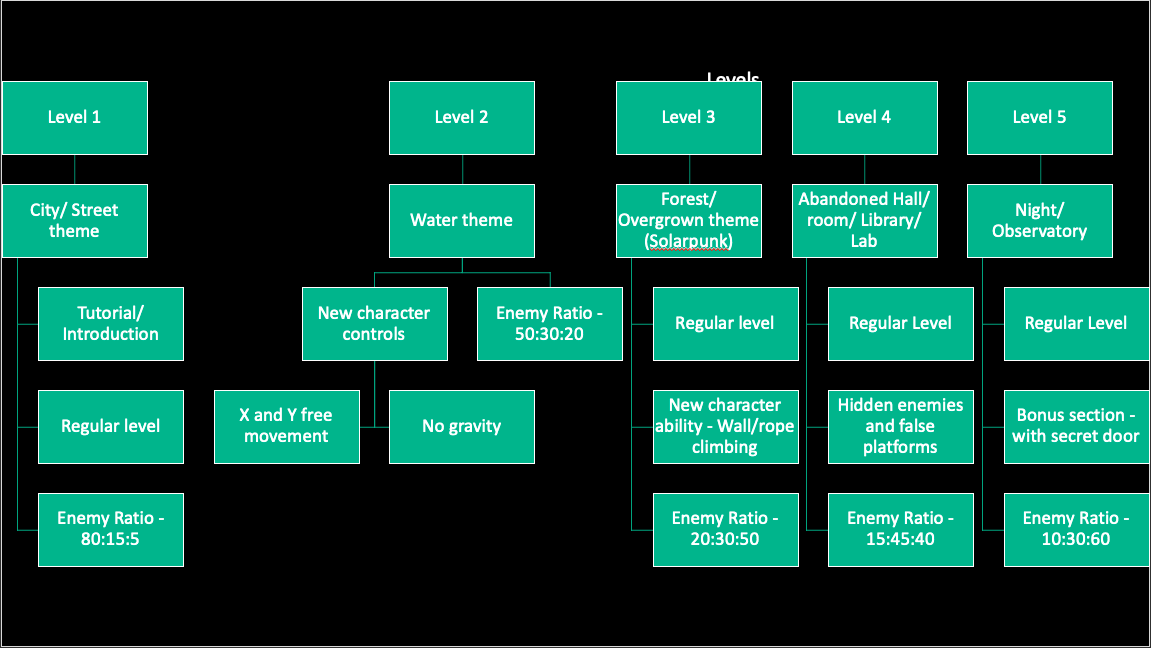 Levels
Level 1
Level 2
Level 3
Level 4
Level 5
City/ Street
theme
Water theme
Forest/
Overgrown theme
(Solarpunk)
Abandoned Hall/
room/ Library/
Lab
Night/
Observatory
Tutorial/
Introduction
New character
controls
Enemy Ratio -
50:30:20
Regular level
Regular Level
Regular Level
Regular level
X and Y free
movement
No gravity
New character
ability - Wall/rope
climbing
Hidden enemies
and false
platforms
Bonus section -
with secret door
Enemy Ratio -
80:15:5
Enemy Ratio -
20:30:50
Enemy Ratio -
15:45:40
Enemy Ratio -
10:30:60